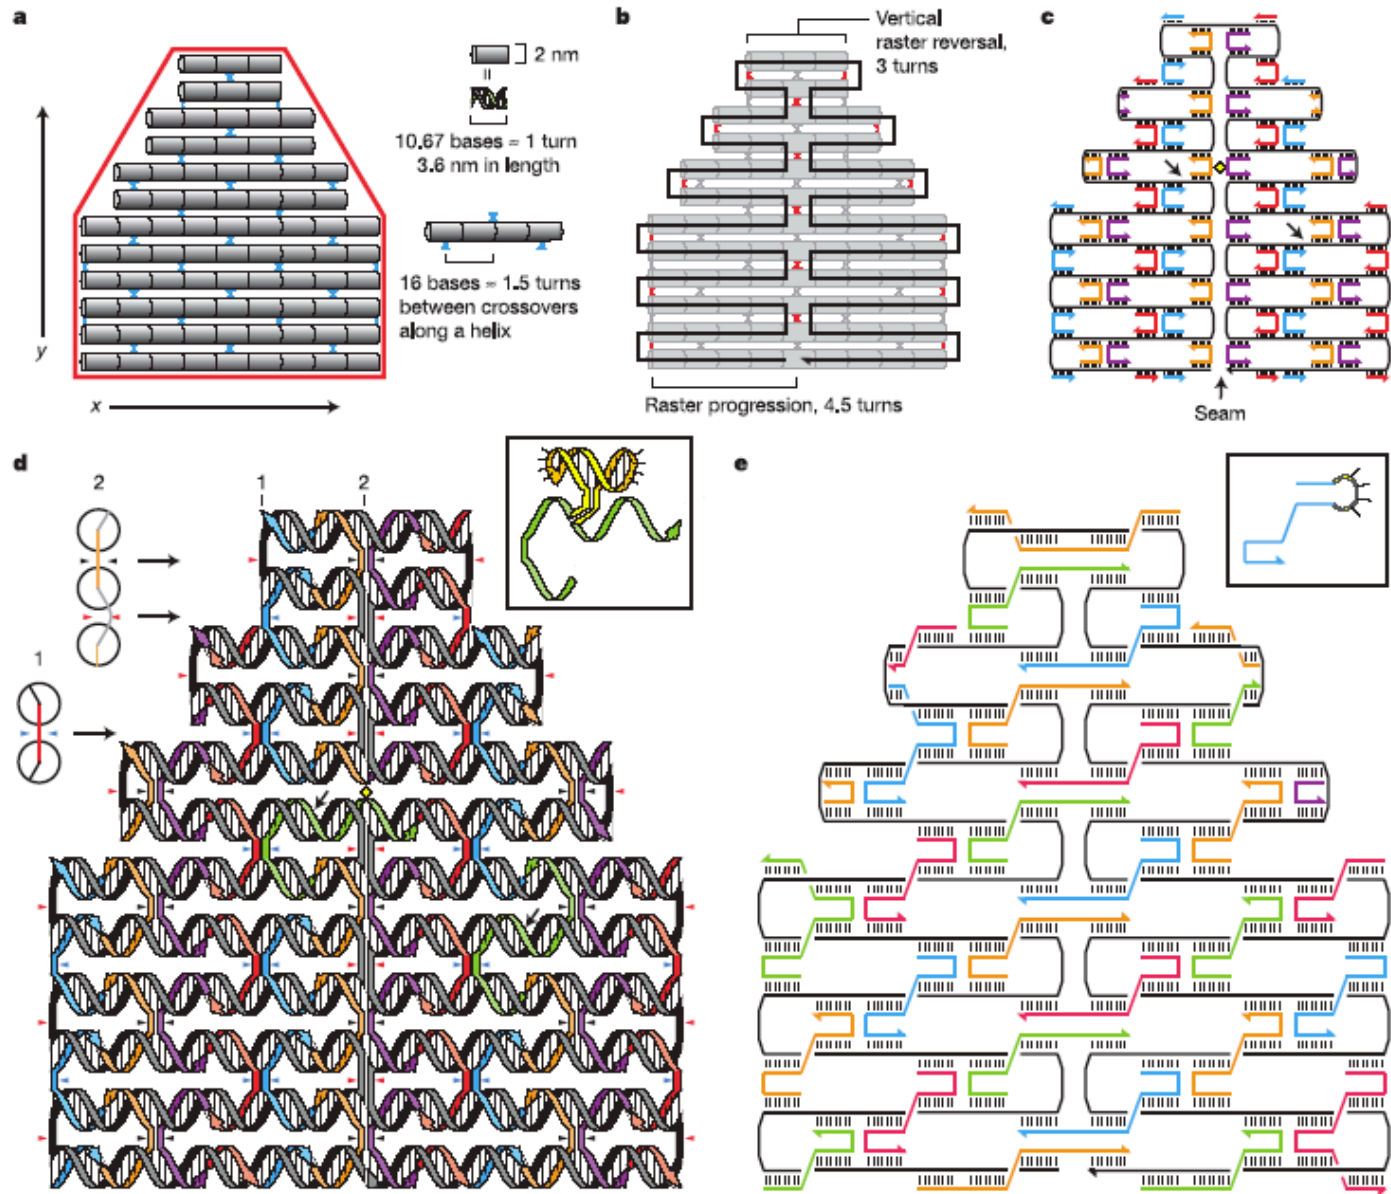 a
2 nm
10.67 bases = 1 turn
3.6 nm in length
16 bases = 1.5 turns
between crossovers
along a helix
y
x
b
Vertical
raster reversal,
3 turns
Raster progression, 4.5 turns
c
Seam
d
2
1
1
2
e